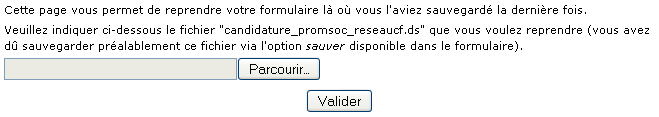 Cette page vous permet de reprendre votre formulaire là où vous l'aviez sauvegardé la dernière fois.
Veuillez indiquer ci-dessous le fichier "candidature_promsoc_reseaucf.ds" que vous voulez reprendre (vous avez
dû sauvegarder préalablement ce fichier via l'option sauver disponible dans le formulaire).
Parcourir...
Valider